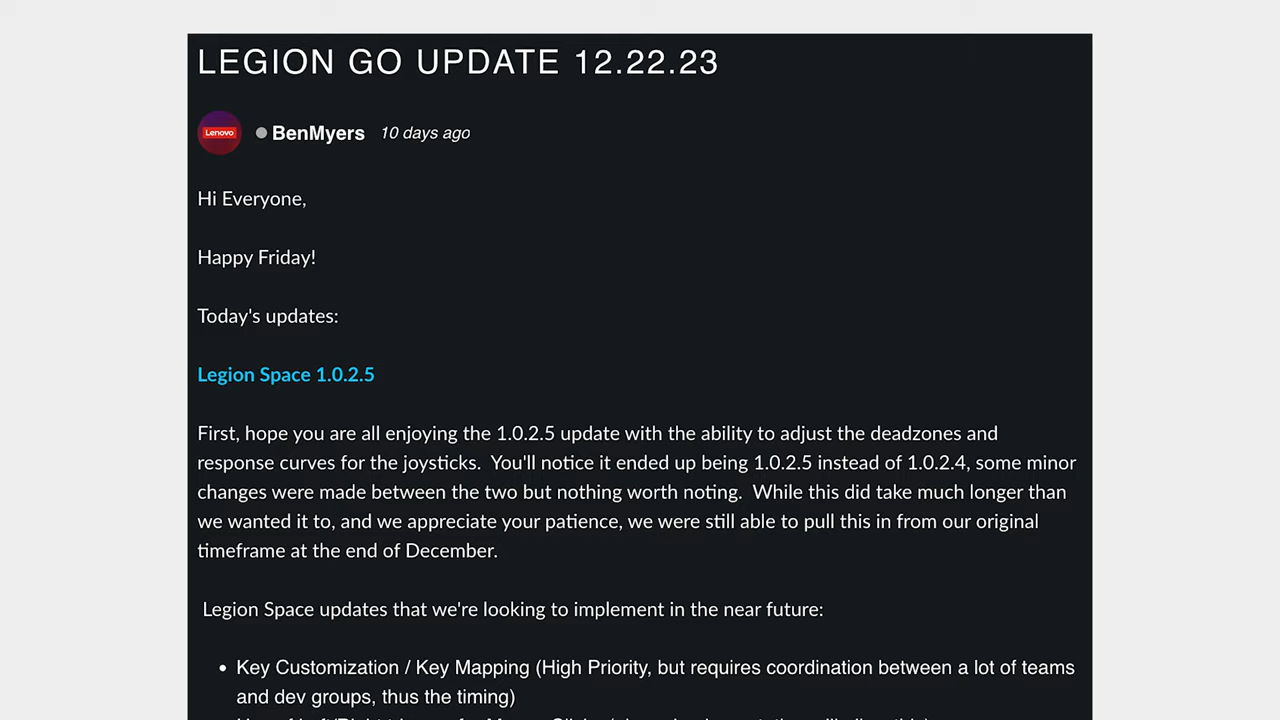 LEGION GO UPDATE 12.22.23
Lenovo
BenMyers 10 days ago
Hi Everyone,
Happy Friday!
Today's updates:
Legion Space 1.0.2.5
First, hope you are all enjoying the 1.0.2.5 update with the ability to adjust the deadzones and
response curves for the joysticks.  You'll notice it ended up being 1.0.2.5 instead of 1.0.2.4, some minor
changes were made between the two but nothing worth noting.  While this did take much longer than
we wanted it to, and we appreciate your patience, we were still able to pull this in from our original
timeframe at the end of December.
Legion Space updates that we're looking to implement in the near future:
• Key Customization / Key Mapping (High Priority, but requires coordination between a lot of teams
and dev groups, thus the timing)